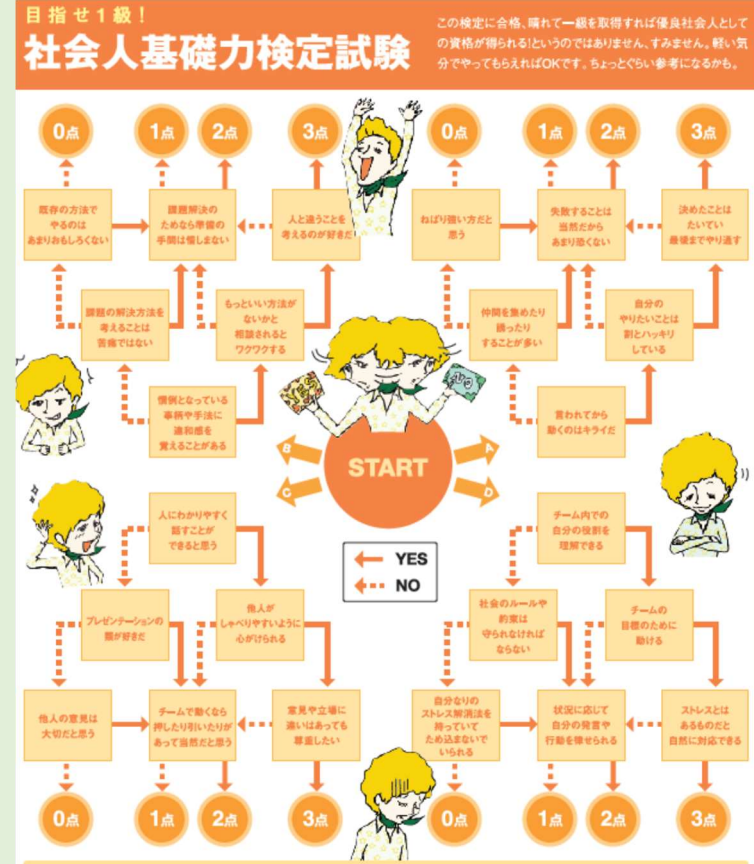 目指せ1級！
社会人基礎力検定試験
この検定に合格、晴れて一級を取得すれば優良社会人として
の資格が得られる!というのではありません、すみません。軽い気
分でやってもらえればOKです。ちょっとぐらい参考になるかも。
0点
1点
2点
3点
0点
1点
2点
3点
既存の方法で
やるのは
あまりおもしろくない
課題解決の
ためなら準備の
手間は惜しまない
人と違うことを
考えるのが好きだ
ねばり強い方だと
思う
失敗することは
当然だから
あまり恐くない
決めたことは
たいてい
最後までやり通す
課題の解決方法を
考えることは
苦痛ではない
もっといい方法が
ないかと
相談されると
ワクワクする
仲間を集めたり
誘ったり
することが多い
自分の
やりたいことは
割とハッキリ
している
慣例となっている
事柄や手法に
違和感を
覚えることがある
言われてから
動くのはキライだ
YES
NO
B
A
START
C
D
人にわかりやすく
話すことが
できると思う
チーム内での
自分の役割を
理解できる
YES
NO
プレゼンテーションの
類が好きだ
他人が
しゃべりやすいように
心がけられる
社会のルールや
約束は
守られなければ
ならない
チームの
目標のために
動ける
他人の意見は
大切だと思う
チームで動くなら
押したり引いたりが
あって当然だと思う
意見や立場に
違いはあっても
尊重したい
自分なりの
ストレス解消法を
持っていて
ため込まないで
いられる
状況に応じて
自分の発言や
行動を律せられる
ストレスとは
あるものだと
自然に対応できる
0点
1点
2点
3点
0点
1点
2点
3点